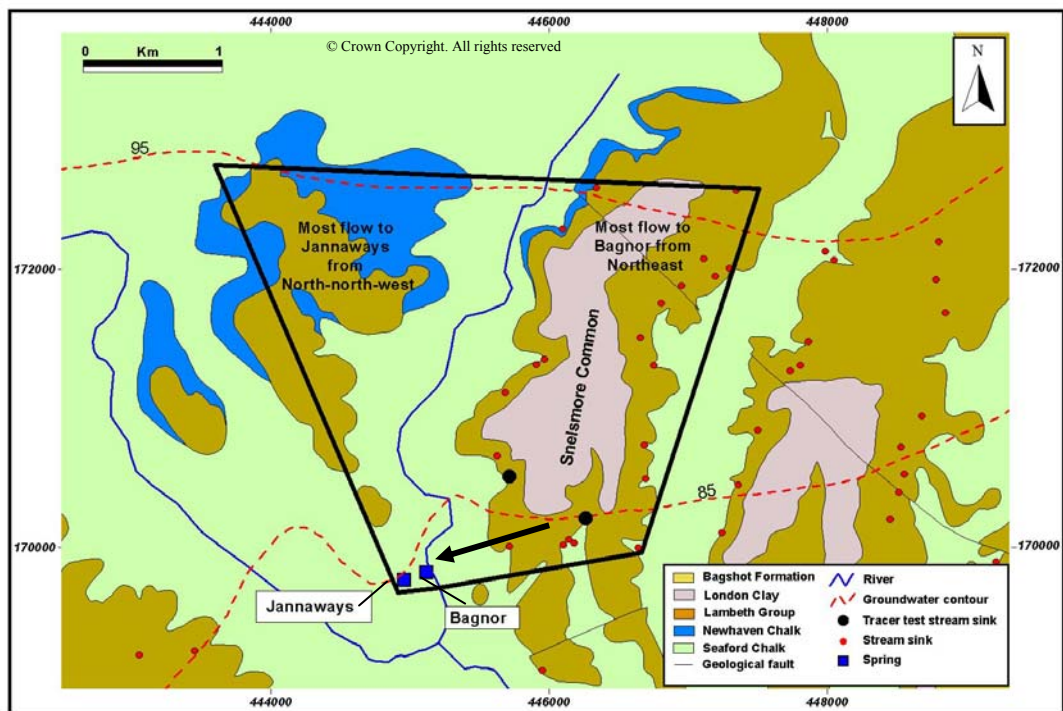 444000
446000
448000
0 Km 1
© Crown Copyright. All rights reserved
N
95
Most flow to
Jannaways
from
North-north-west
Most flow to
Bagnor from
Northeast
172000
172000
Snelsmore Common
85
170000
170000
Jannaways
Bagnor
Bagshot Formation
London Clay
Lambeth Group
Newhaven Chalk
Seaford Chalk
Geological fault
River
Groundwater contour
Tracer test stream sink
Stream sink
Spring
444000
446000
448000